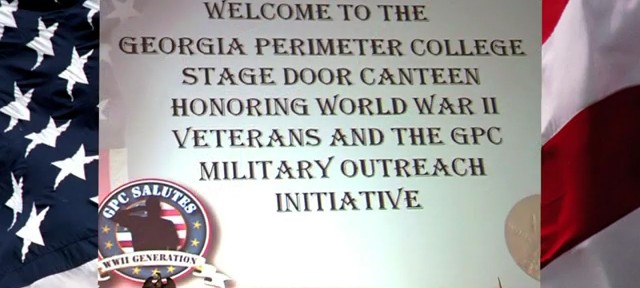 WELCOME TO THE
GEORGIA PERIMETER COLLEGE
STAGE DOOR CANTEEN
HONORING WORLD WAR II
VETERANS AND THE GPC
MILITARY OUTREACH
INITIATIVE
GPC SALUTES
WWII GENERATION